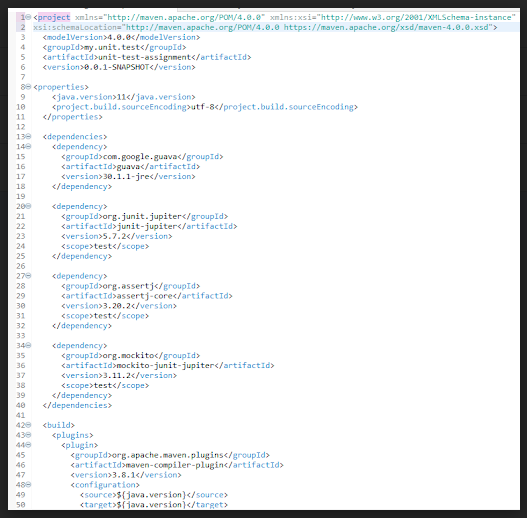 1 <project xmlns="http://maven.apache.org/POM/4.0.0" xmlns:xsi="http://www.w3.org/2001/XMLSchema-instance"
2 xsi:schemaLocation="http://maven.apache.org/POM/4.0.0 https://maven.apache.org/xsd/maven-4.0.0.xsd">
3 <modelVersion>4.0.0</modelVersion>
4 <groupId>my.unit.test</groupId>
5 <artifactId>unit-test-assignment</artifactId>
6 <version>0.0.1-SNAPSHOT</version>
7
8 <properties>
9 <java.version>11</java.version>
10 <project.build.sourceEncoding>utf-8</project.build.sourceEncoding>
11 </properties>
12
13 <dependencies>
14 <dependency>
15 <groupId>com.google.guava</groupId>
16 <artifactId>guava</artifactId>
17 <version>30.1.1-jre</version>
18 </dependency>
19
20 <dependency>
21 <groupId>org.junit.jupiter</groupId>
22 <artifactId>junit-jupiter</artifactId>
23 <version>5.7.2</version>
24 <scope>test</scope>
25 </dependency>
26
27 <dependency>
28 <groupId>org.assertj</groupId>
29 <artifactId>assertj-core</artifactId>
30 <version>3.20.2</version>
31 <scope>test</scope>
32 </dependency>
33
34 <dependency>
35 <groupId>org.mockito</groupId>
36 <artifactId>mockito-junit-jupiter</artifactId>
37 <version>3.11.2</version>
38 <scope>test</scope>
39 </dependency>
40 </dependencies>
41
42 <build>
43 <plugins>
44 <plugin>
45 <groupId>org.apache.maven.plugins</groupId>
46 <artifactId>maven-compiler-plugin</artifactId>
47 <version>3.8.1</version>
48 <configuration>
49 <source>${java.version}</source>
50 <target>${java.version}</target>